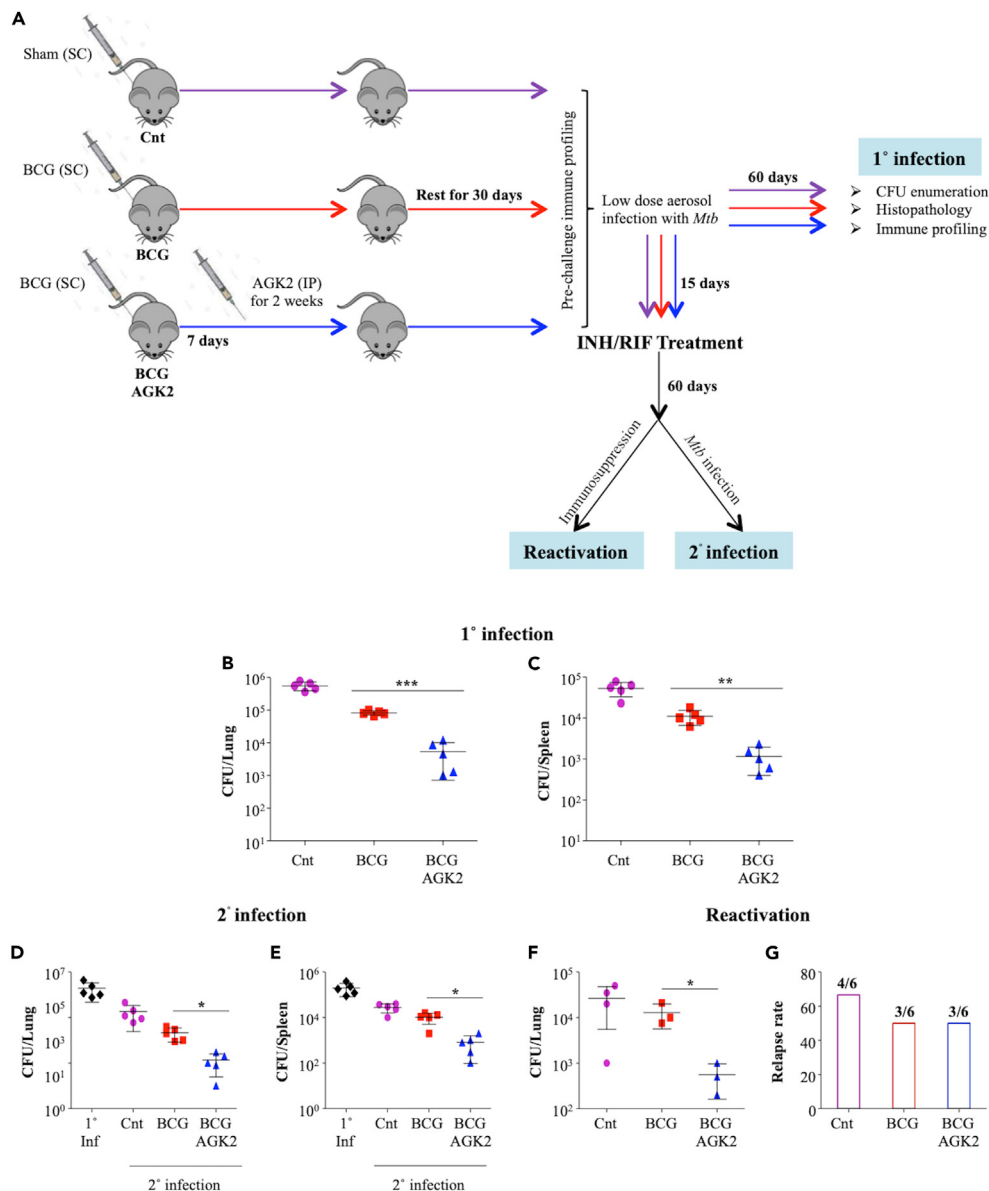 A
Sham (SC)
Cnt
BCG (SC)
Rest for 30 days
BCG
BCG (SC)
AGK2 (IP)
for 2 weeks
7 days
BCG
AGK2
Pre-challenge immune profiling
Low dose aerosol
infection with Mtb
60 days
1° infection
➢ CFU enumeration
➢ Histopathology
➢ Immune profiling
15 days
INH/RIF Treatment
60 days
Immunosuppression
Mtb infection
Reactivation
2° infection
1° infection
B
CFU/Lung
10^6
10^5
10^4
10^3
10^2
10^1
***
Cnt
BCG
BCG
AGK2
C
CFU/Spleen
10^5
10^4
10^3
10^2
10^1
**
Cnt
BCG
BCG
AGK2
2° infection
D
CFU/Lung
10^7
10^5
10^3
10^1
10^0
*
1°
Inf
Cnt
BCG
BCG
AGK2
2° infection
E
CFU/Spleen
10^6
10^4
10^2
10^0
*
1°
Inf
Cnt
BCG
BCG
AGK2
2° infection
Reactivation
F
CFU/Lung
10^5
10^4
10^3
10^2
*
Cnt
BCG
BCG
AGK2
G
Relapse rate
80
60
40
20
0
4/6
3/6
3/6
Cnt
BCG
BCG
AGK2